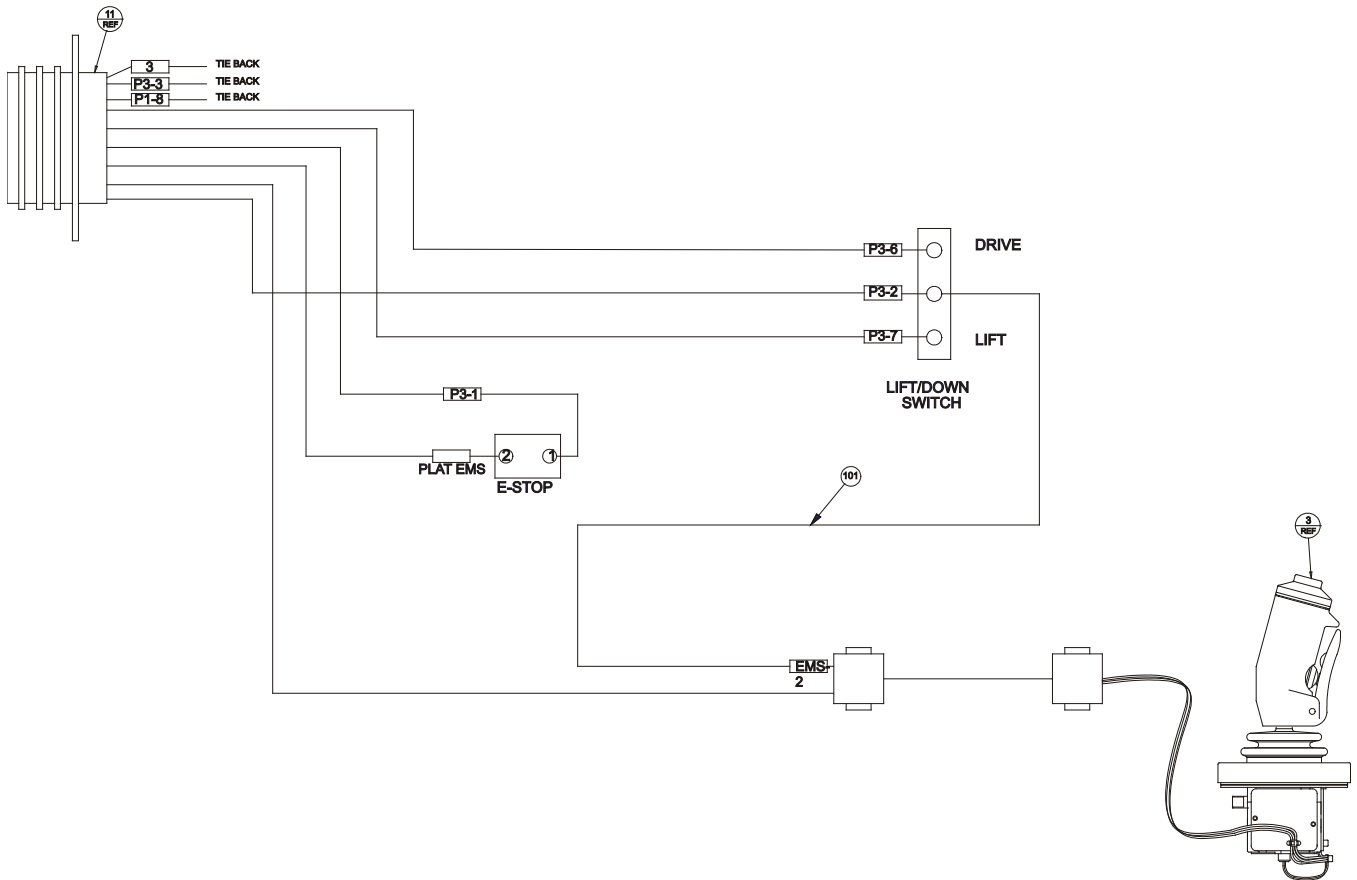 11
REF
3 TIE BACK
P3-3 TIE BACK
P1-8 TIE BACK
P3-6 DRIVE
P3-2
P3-7 LIFT
LIFT/DOWN
SWITCH
P3-1
2 1
PLAT EMS
E-STOP
101
3
REF
EMS
2